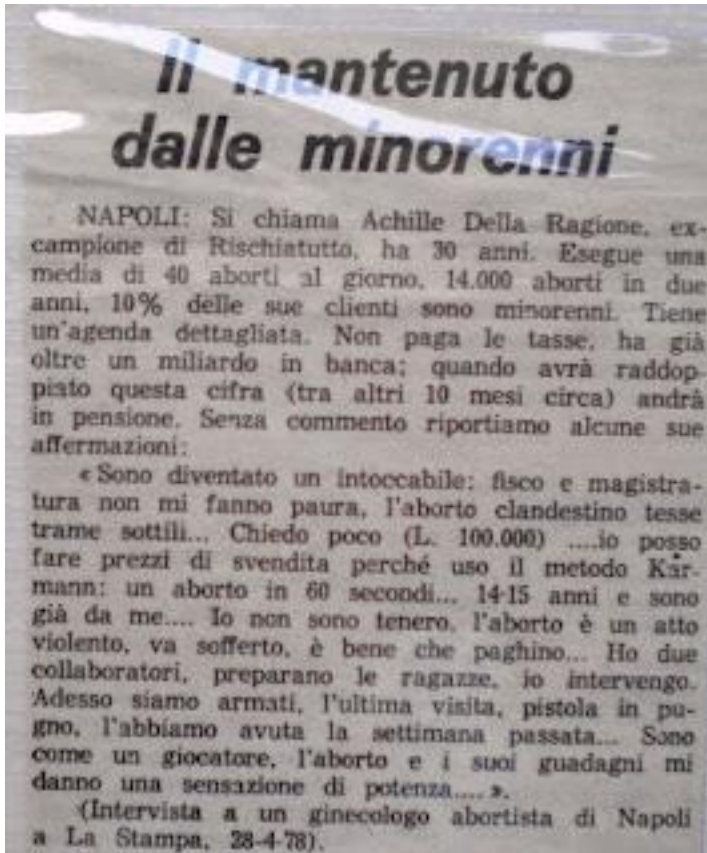 Il mantenuto
dalle minorenni
NAPOLI: Si chiama Achille Della Ragione, ex-
campione di Rischiatutto, ha 30 anni. Esegue una
media di 40 aborti al giorno, 14.000 aborti in due
anni, 10% delle sue clienti sono minorenni. Tiene
un'agenda dettagliata. Non paga le tasse, ha già
oltre un miliardo in banca; quando avrà raddop-
piato questa cifra (tra altri 10 mesi circa) andrà
in pensione. Senza commento riportiamo alcune sue
affermazioni:
« Sono diventato un intoccabile: fisco e magistra-
tura non mi fanno paura, l'aborto clandestino tesse
trame sottili... Chiedo poco (L. 100.000) ....io posso
fare prezzi di svendita perché uso il metodo Kar-
mann: un aborto in 60 secondi... 14-15 anni e sono
già da me.... Io non sono tenero, l'aborto è un atto
violento, va sofferto, è bene che paghino... Ho due
collaboratori, preparano le ragazze, io intervengo.
Adesso siamo armati, l'ultima visita, pistola in pu-
gno, l'abbiamo avuta la settimana passata... Sono
come un giocatore, l'aborto e i suoi guadagni mi
danno una sensazione di potenza.... ».
(Intervista a un ginecologo abortista di Napoli
a La Stampa, 28-4-78).